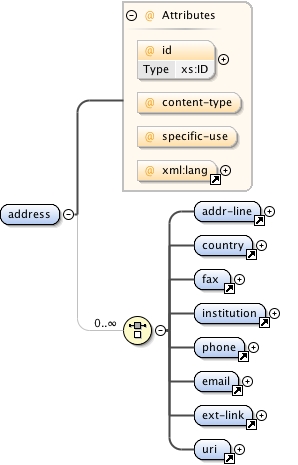 Attributes
@ id
Type xs:ID
@ content-type
@ specific-use
@ xml:lang
address
0..∞
addr-line
country
fax
institution
phone
email
ext-link
uri